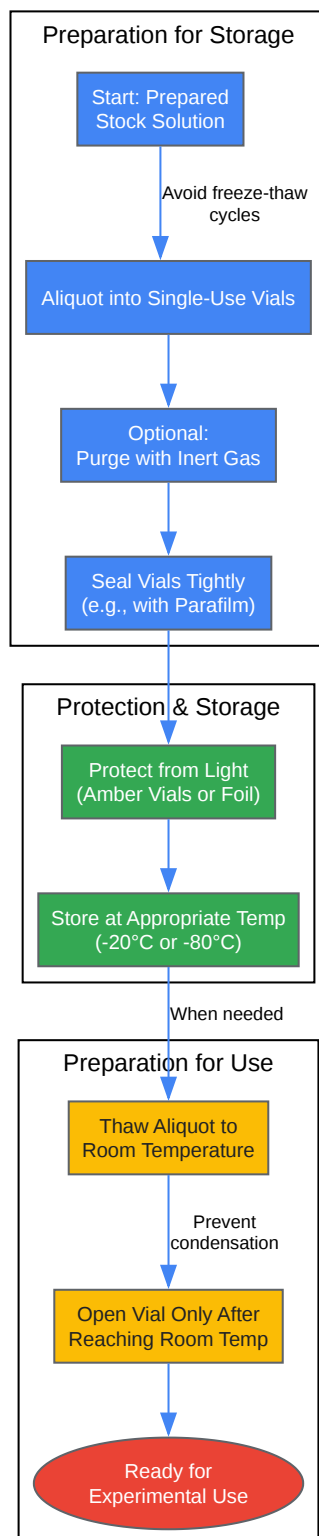 Preparation for Storage
Start: Prepared
Stock Solution
Avoid freeze-thaw
cycles
Aliquot into Single-Use Vials
Optional:
Purge with Inert Gas
Seal Vials Tightly
(e.g., with Parafilm)
Protection & Storage
Protect from Light
(Amber Vials or Foil)
Store at Appropriate Temp
(-20°C or -80°C)
When needed
Preparation for Use
Thaw Aliquot to
Room Temperature
Prevent
condensation
Open Vial Only After
Reaching Room Temp
Ready for
Experimental Use